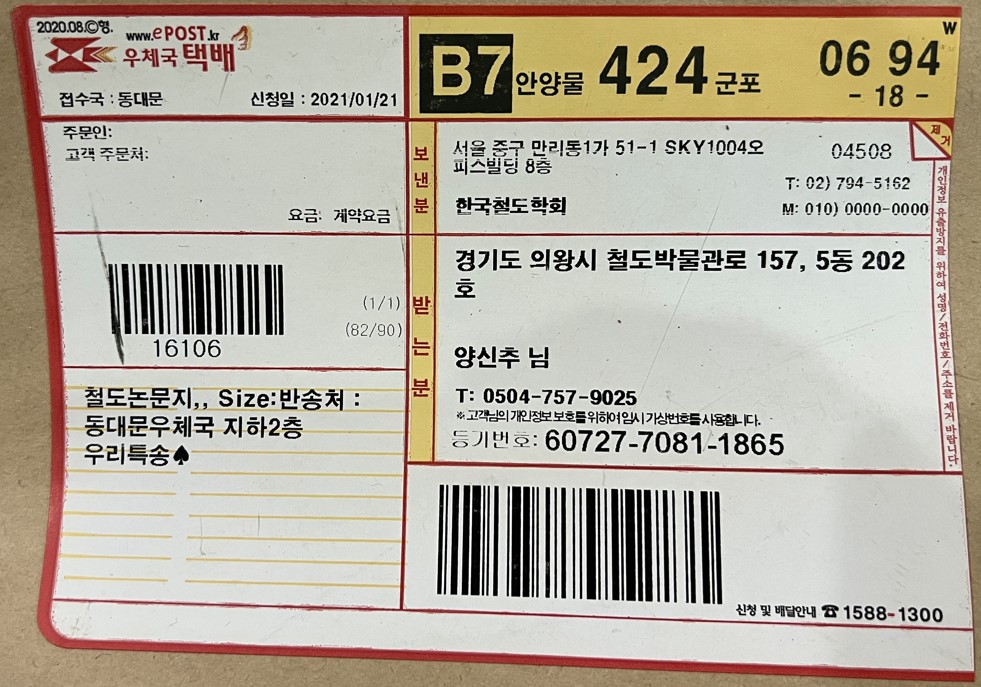 2020.08.Ⓒ형.
www.ePOST.kr
우체국 택배
접수국 : 동대문 신청일 : 2021/01/21
B7 안양물 424 군포
06 94
- 18 -
W
주문인:
고객 주문처:
요금: 계약요금
보낸분
서울 중구 만리동1가 51-1 SKY1004오
피스빌딩 8층
04508
T: 02) 794-5162
한국철도학회
M: 010) 0000-0000
제거
개인정보 유출방지를 위하여 성명/전화번호/주소를 제거 바랍니다.
(1/1)
(82/90)
16106
받는분
경기도 의왕시 철도박물관로 157, 5동 202
호
양신추 님
T: 0504-757-9025
※고객님의 개인정보 보호를 위하여 임시 가상번호를 사용합니다.
등기번호: 60727-7081-1865
철도논문지,, Size:반송처 :
동대문우체국 지하2층
우리특송♠
신청 및 배달안내 ☎1588-1300